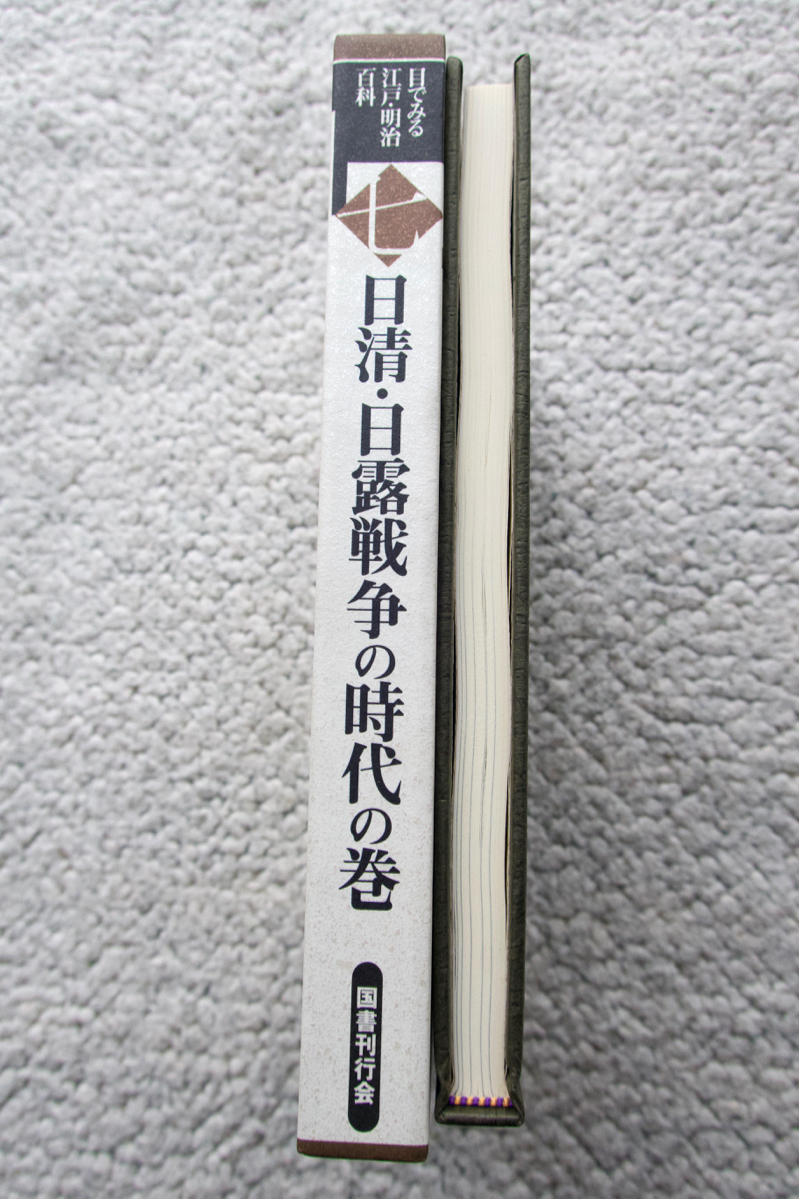 目でみる
江戸・明治
百科
七
日清・日露戦争の時代の巻
国書刊行会